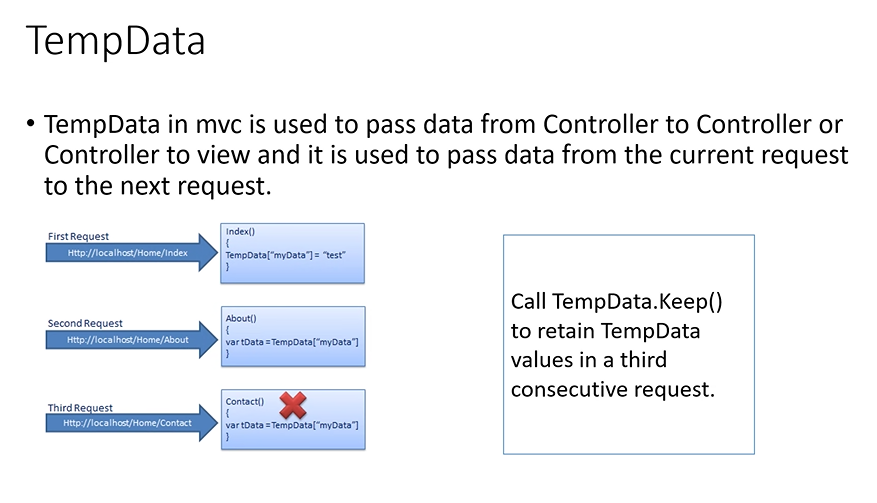 TempData
• TempData in mvc is used to pass data from Controller to Controller or
Controller to view and it is used to pass data from the current request
to the next request.
First Request
Http://localhost/Home/Index
Index()
{
TempData["myData"] = "test"
}
Second Request
Http://localhost/Home/About
About()
{
var tData =TempData["myData"]
}
Third Request
Http://localhost/Home/Contact
Contact()
{
var tData =TempData["myData"]
}
Call TempData.Keep()
to retain TempData
values in a third
consecutive request.